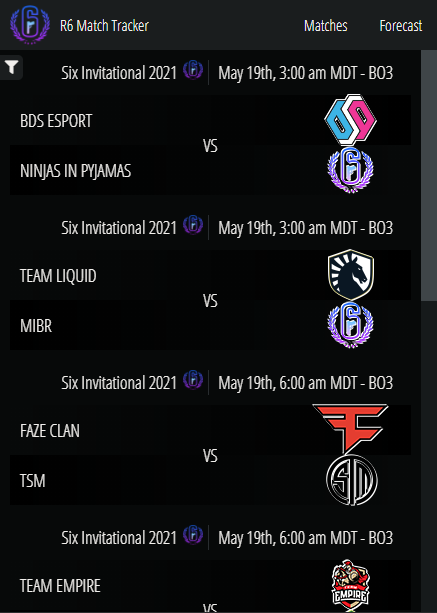 R6 Match Tracker Matches Forecast
Six Invitational 2021 May 19th, 3:00 am MDT - BO3
BDS ESPORT
VS
NINJAS IN PYJAMAS
Six Invitational 2021 May 19th, 3:00 am MDT - BO3
TEAM LIQUID
VS
MIBR
Six Invitational 2021 May 19th, 6:00 am MDT - BO3
FAZE CLAN
VS
TSM
Six Invitational 2021 May 19th, 6:00 am MDT - BO3
TEAM EMPIRE
TEAM
EMPIRE
VS